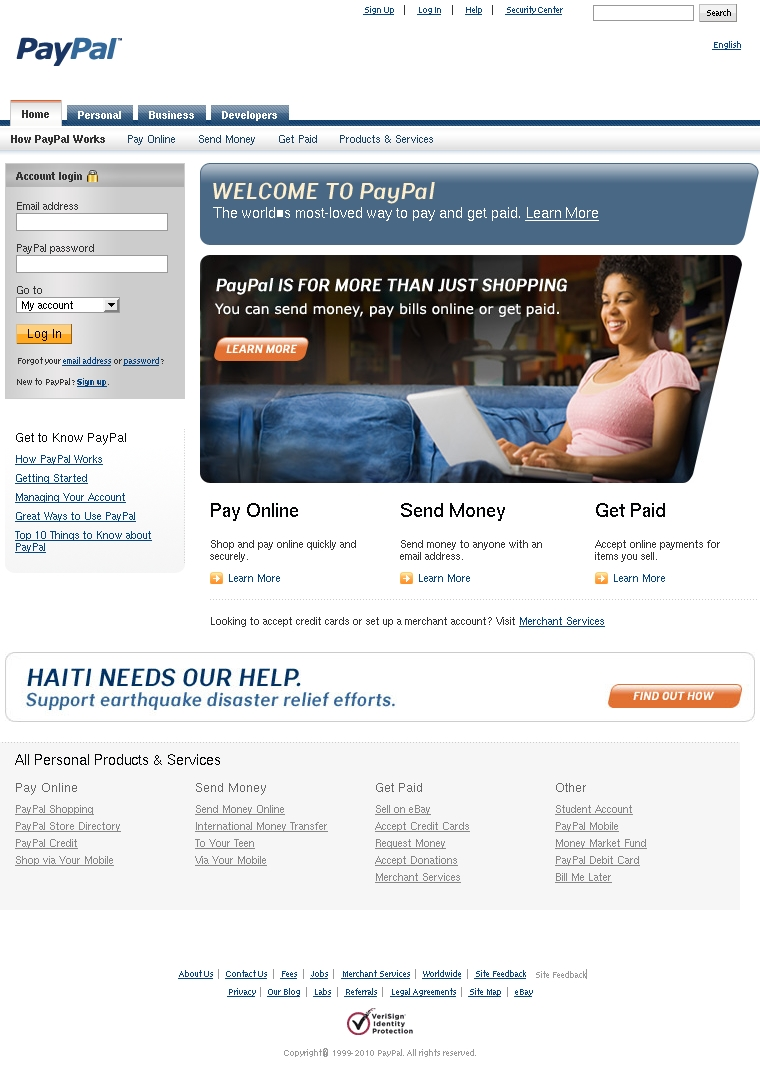 Sign Up | Log In | Help | Security Center Search
PayPal™
English
Home Personal Business Developers
How PayPal Works Pay Online Send Money Get Paid Products & Services
Account login
Email address
PayPal password
Go to
My account
Log In
Forgot your email address or password?
New to PayPal? Sign up.
WELCOME TO PayPal
The world■s most-loved way to pay and get paid. Learn More
PayPal IS FOR MORE THAN JUST SHOPPING
You can send money, pay bills online or get paid.
LEARN MORE
Get to Know PayPal
How PayPal Works
Getting Started
Managing Your Account
Great Ways to Use PayPal
Top 10 Things to Know about
PayPal
Pay Online
Shop and pay online quickly and
securely.
Learn More
Send Money
Send money to anyone with an
email address.
Learn More
Get Paid
Accept online payments for
items you sell.
Learn More
Looking to accept credit cards or set up a merchant account? Visit Merchant Services
HAITI NEEDS OUR HELP.
Support earthquake disaster relief efforts.
FIND OUT HOW
All Personal Products & Services
Pay Online
PayPal Shopping
PayPal Store Directory
PayPal Credit
Shop via Your Mobile
Send Money
Send Money Online
International Money Transfer
To Your Teen
Via Your Mobile
Get Paid
Sell on eBay
Accept Credit Cards
Request Money
Accept Donations
Merchant Services
Other
Student Account
PayPal Mobile
Money Market Fund
PayPal Debit Card
Bill Me Later
About Us | Contact Us | Fees | Jobs | Merchant Services | Worldwide | Site Feedback Site Feedback|
Privacy | Our Blog | Labs | Referrals | Legal Agreements | Site Map | eBay
VeriSign
Identity
Protection
Copyright 1999-2010 PayPal. All rights reserved.